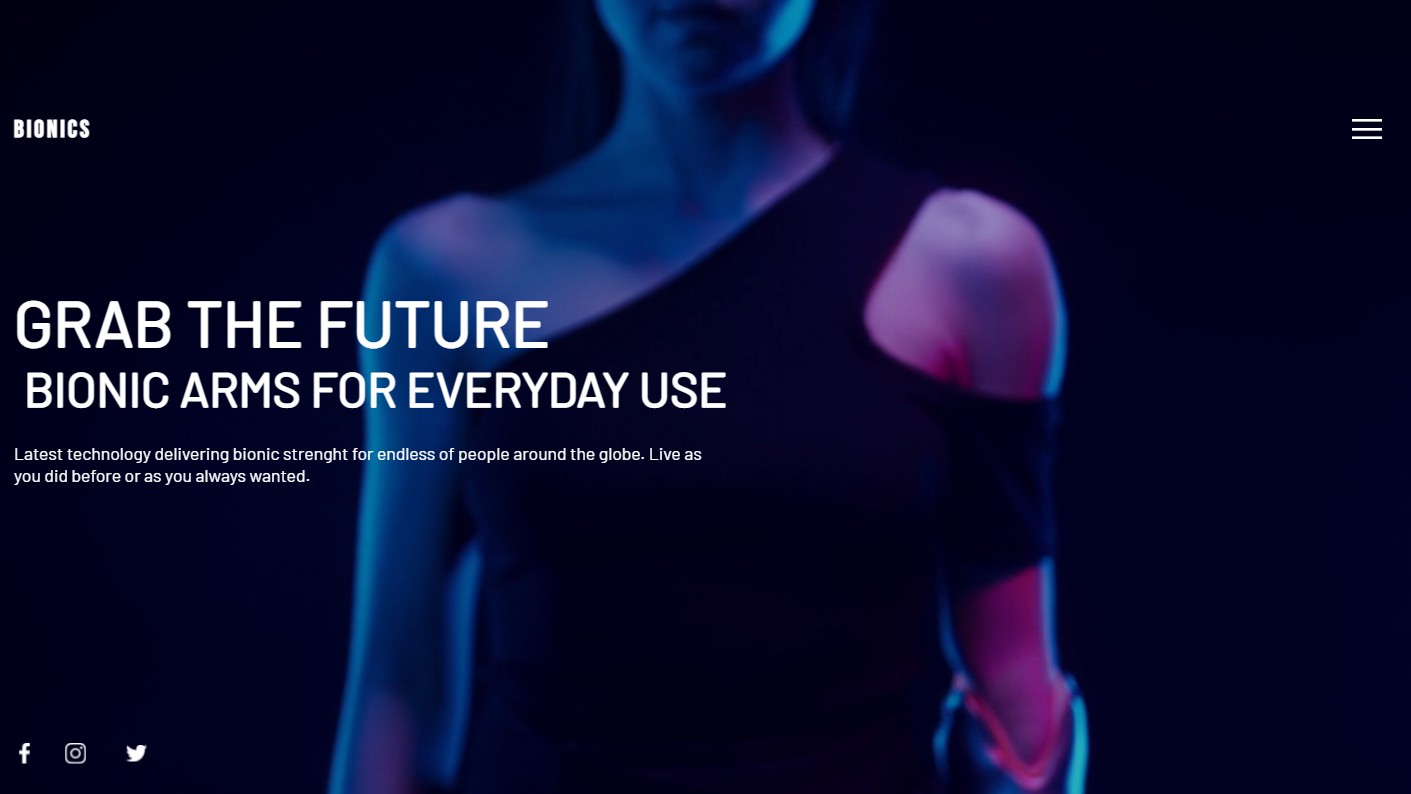 BIONICS
GRAB THE FUTURE
BIONIC ARMS FOR EVERYDAY USE
Latest technology delivering bionic strenght for endless of people around the globe. Live as
you did before or as you always wanted.